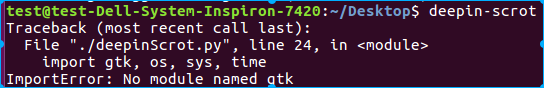 test@test-Dell-System-Inspiron-7420:~/Desktop$ deepin-scrot
Traceback (most recent call last):
  File "./deepinScrot.py", line 24, in <module>
    import gtk, os, sys, time
ImportError: No module named gtk